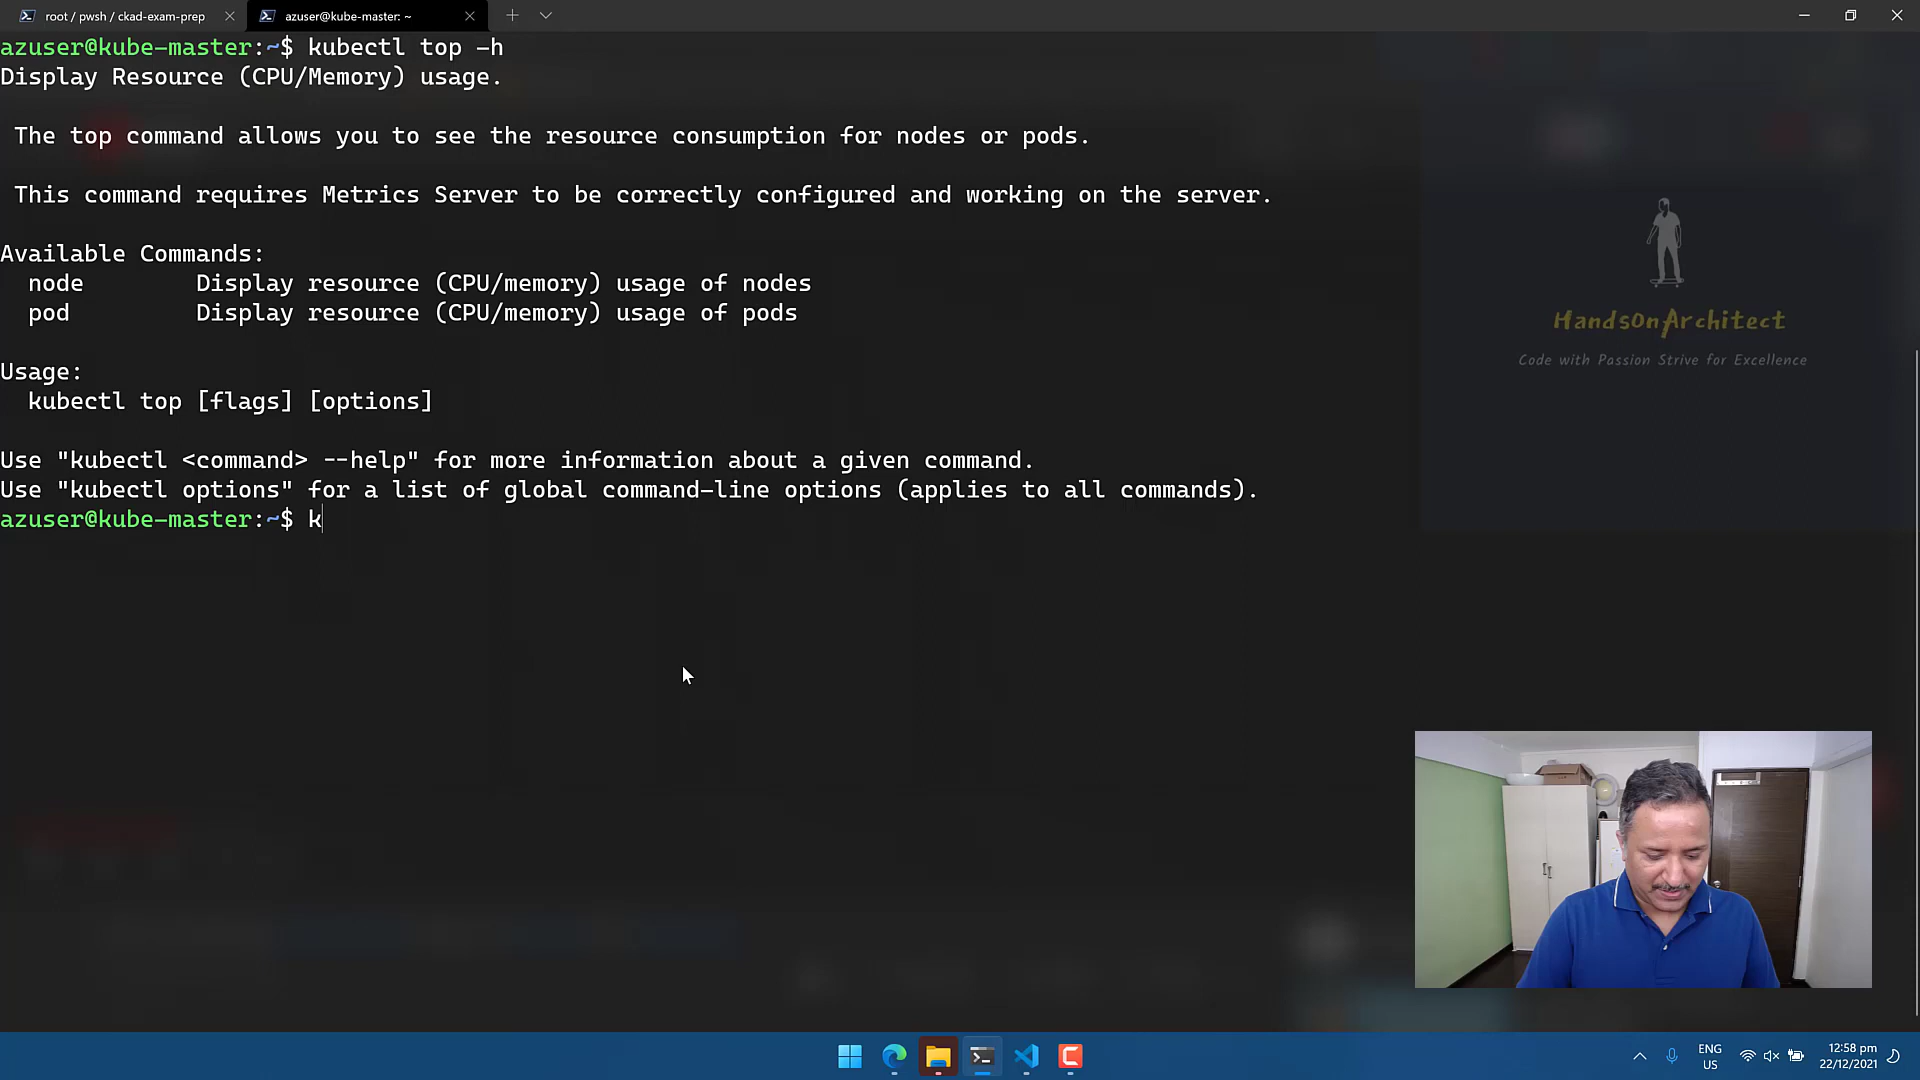 root / pwsh / ckad-exam-prep
azuser@kube-master: ~
azuser@kube-master:~$ kubectl top -h
Display Resource (CPU/Memory) usage.
The top command allows you to see the resource consumption for nodes or pods.
This command requires Metrics Server to be correctly configured and working on the server.
Available Commands:
node Display resource (CPU/memory) usage of nodes
pod Display resource (CPU/memory) usage of pods
Usage:
kubectl top [flags] [options]
Use "kubectl <command> --help" for more information about a given command.
Use "kubectl options" for a list of global command-line options (applies to all commands).
azuser@kube-master:~$ k
HandsOnArchitect
Code with Passion Strive for Excellence
ENG
US
12:58 pm
22/12/2021